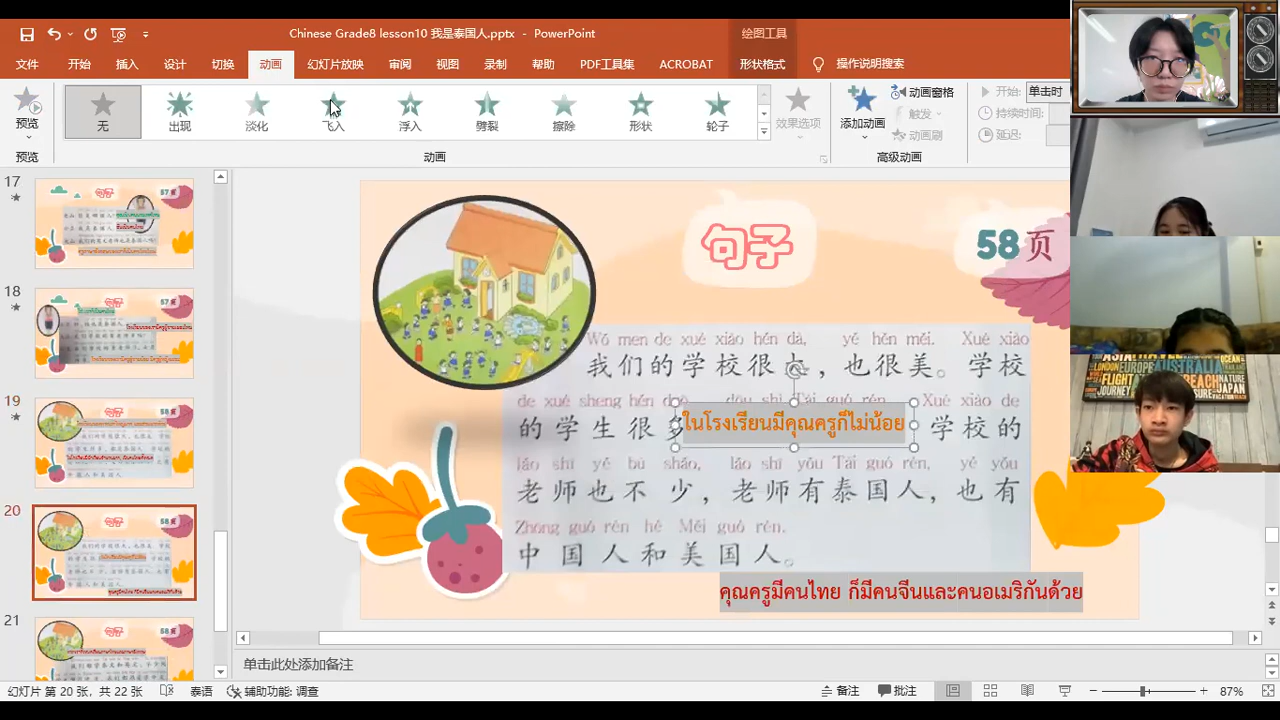 Chinese Grade8 lesson10 我是泰国人.pptx - PowerPoint
绘图工具
文件 开始 插入 设计 切换 动画 幻灯片放映 审阅 视图 录制 帮助 PDF工具集 ACROBAT 形状格式 操作说明搜索
预览 无 出现 淡化 飞入 浮入 劈裂 擦除 形状 轮子 效果选项 添加动画 动画窗格 触发 动画刷 开始: 单击时 持续时间: 延迟:
预览 动画 高级动画
17
18
19
20
21
句子
58页
Wǒ men de xué xiào hěn dà, yě hěn měi. Xué xiào
我们的学校很 , 也很美。 学校
de xué sheng hěn duō, dōu shì Tài guó rén. Xué xiào de
的学生很 学校的
ในโรงเรียนมีคุณครูก็ไม่น้อย
lǎo shī yě bù shǎo, lǎo shī yǒu Tài guó rén, yě yǒu
老师也不少, 老师有泰国人, 也有
Zhōng guó rén hé Měi guó rén.
中国人和美国人。
คุณครูมีคนไทย ก็มีคนจีนและคนอเมริกันด้วย
单击此处添加备注
幻灯片 第 20 张, 共 22 张 泰语 辅助功能: 调查 备注 批注 87%